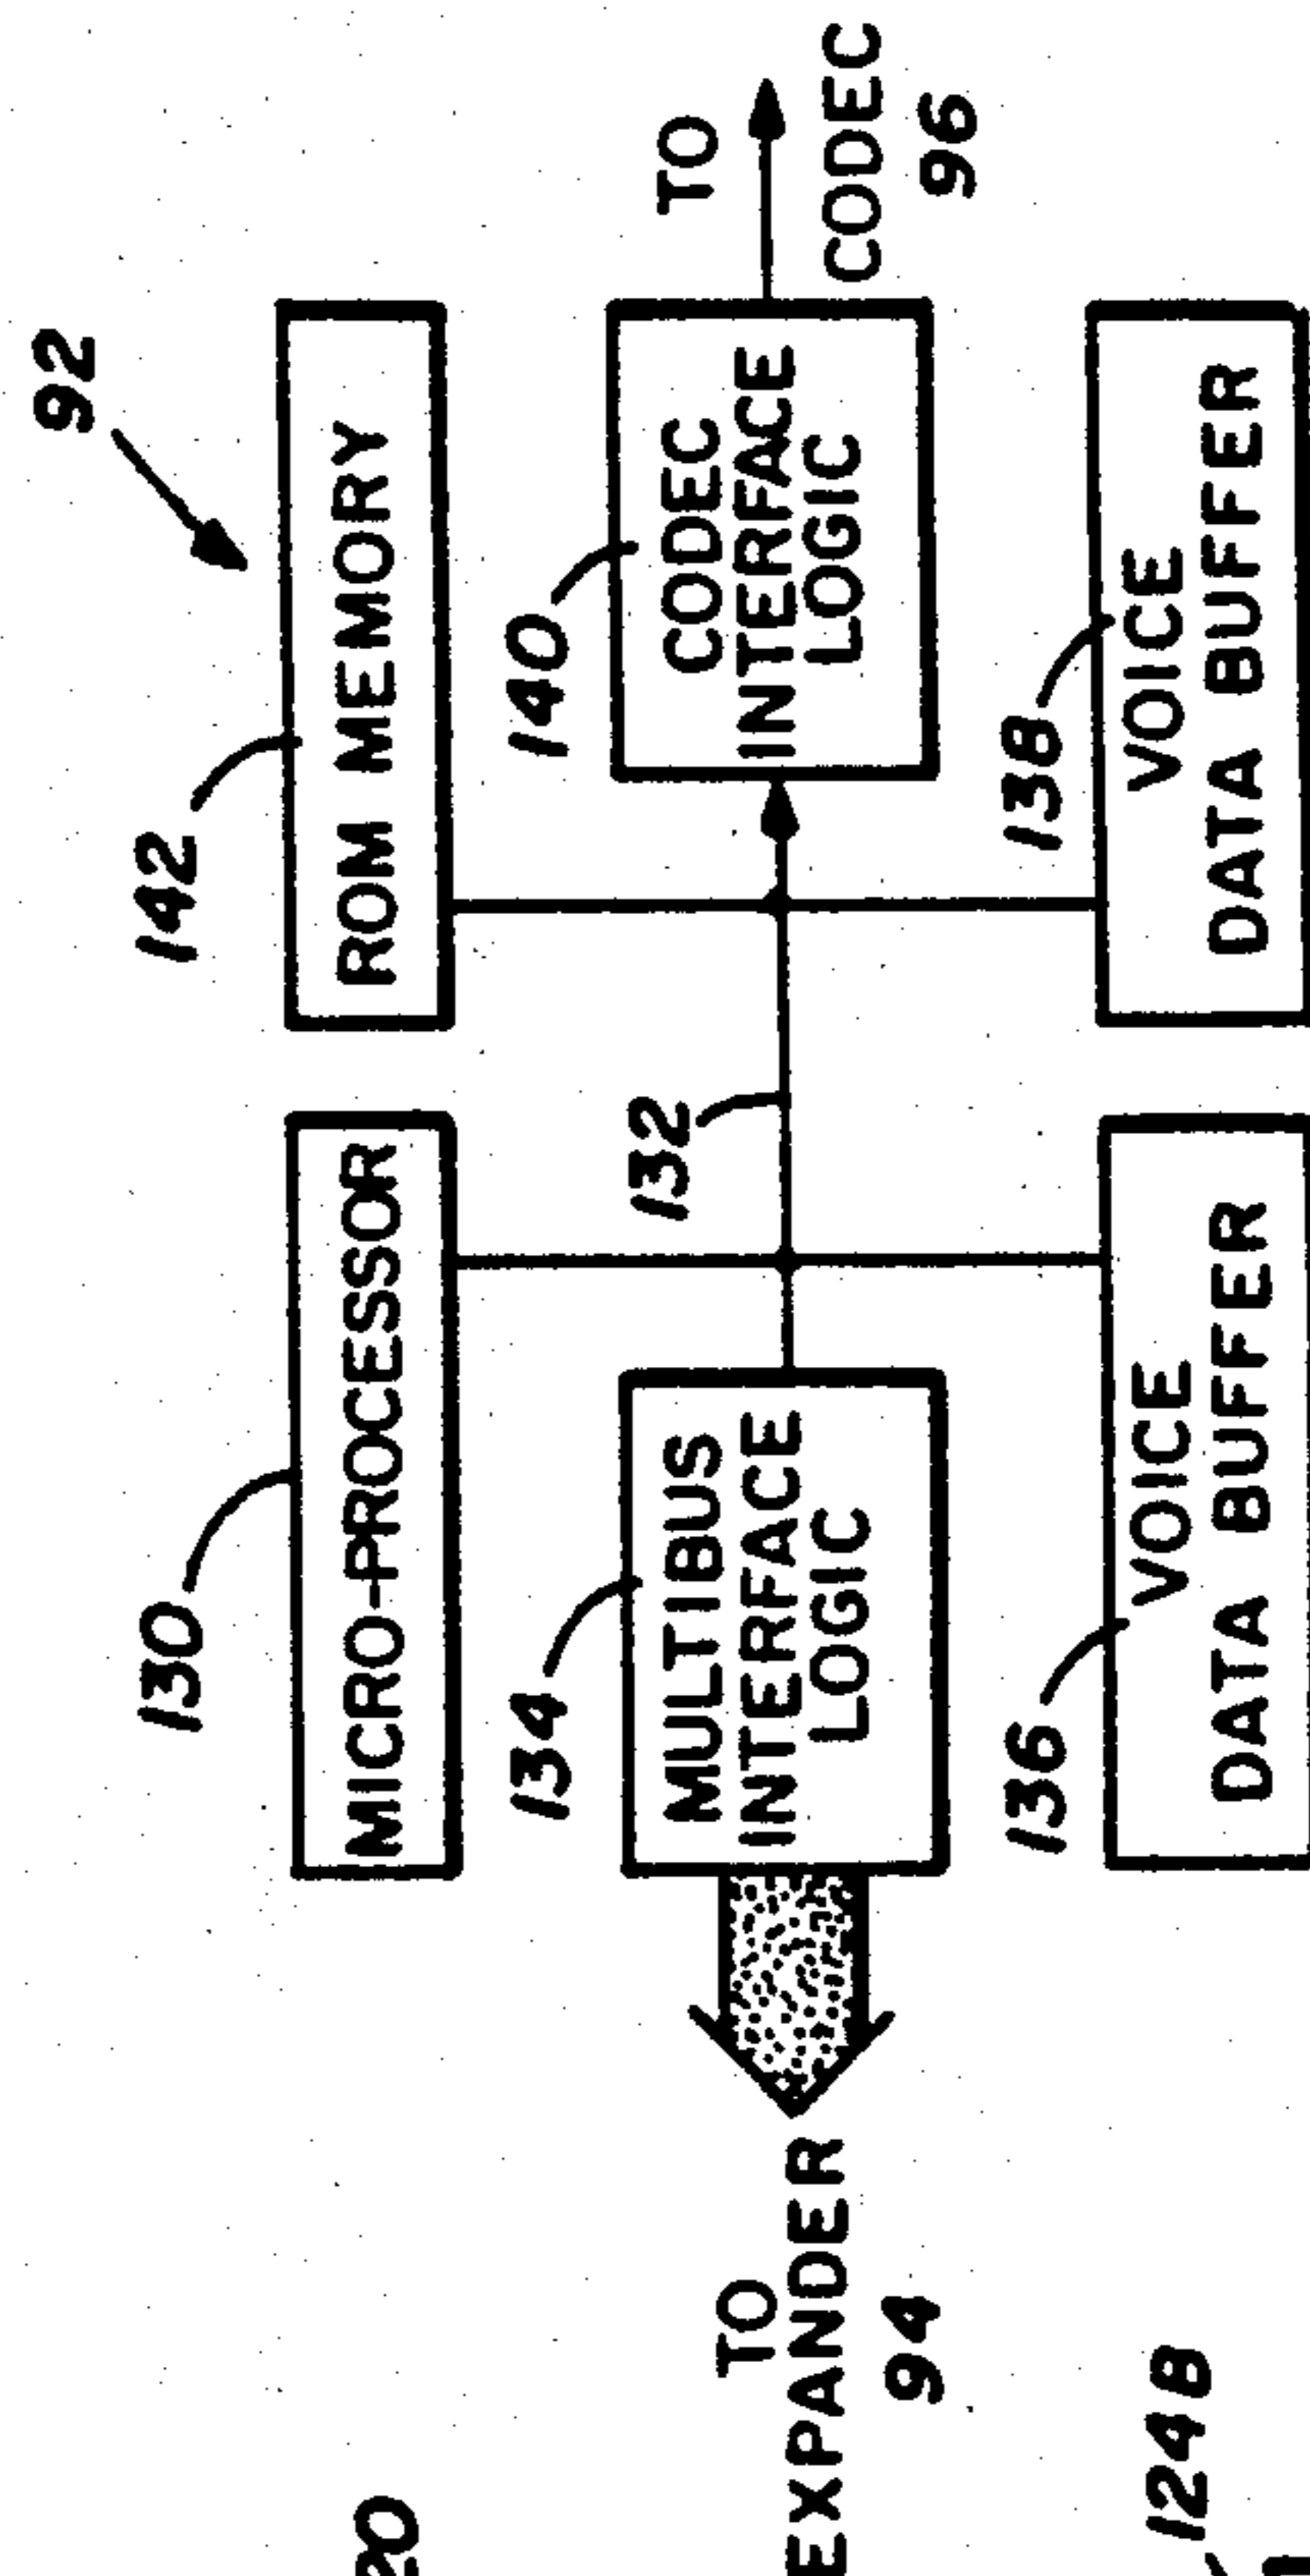 92
142
ROM MEMORY
TO
CODEC
96
140
CODEC
INTERFACE
LOGIC
138
VOICE
DATA BUFFER
132
130
MICRO-PROCESSOR
134
MULTIBUS
INTERFACE
LOGIC
136
VOICE
DATA BUFFER
TO
EXPANDER
94
124B